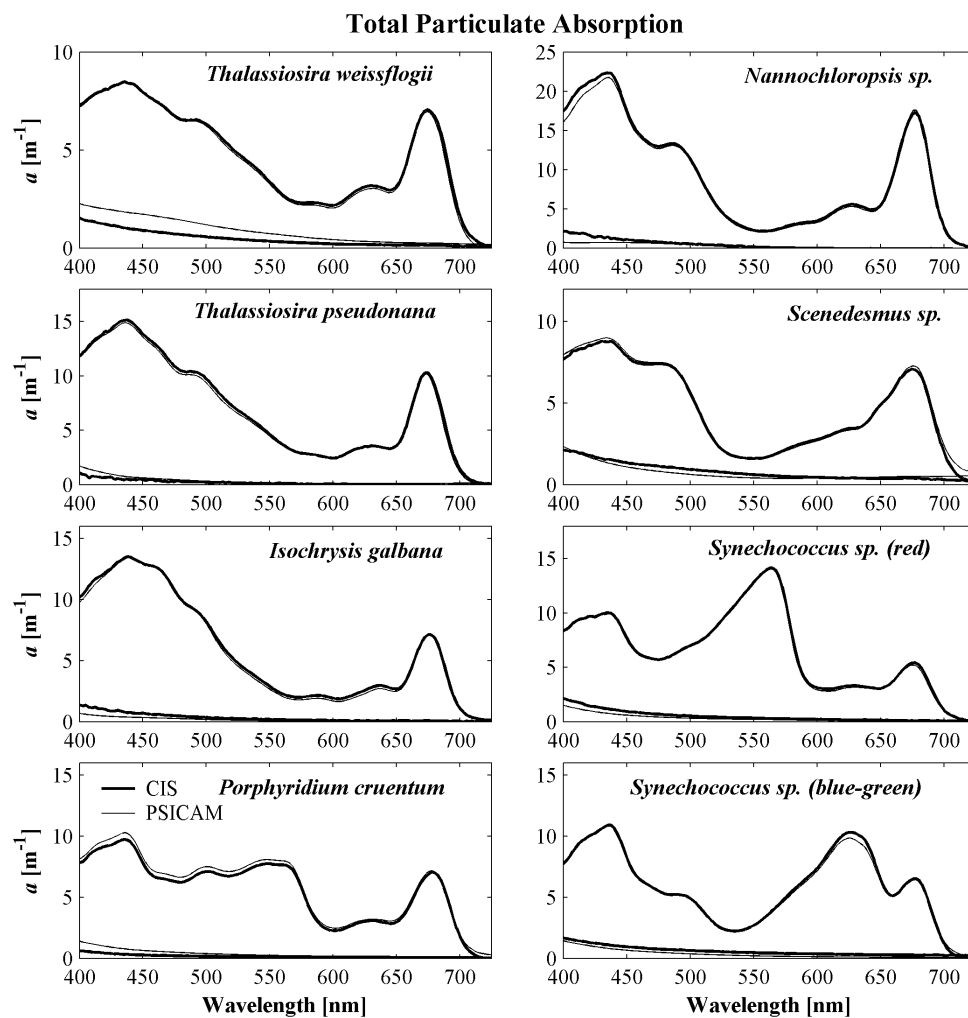 Total Particulate Absorption
Thalassiosira weissflogii
a [m-1]
10
5
0
400 450 500 550 600 650 700
Nannochloropsis sp.
25
20
15
10
5
0
400 450 500 550 600 650 700
Thalassiosira pseudonana
a [m-1]
15
10
5
0
400 450 500 550 600 650 700
Scenedesmus sp.
10
5
0
400 450 500 550 600 650 700
Isochrysis galbana
a [m-1]
15
10
5
0
400 450 500 550 600 650 700
Synechococcus sp. (red)
15
10
5
0
400 450 500 550 600 650 700
Porphyridium cruentum
CIS
PSICAM
a [m-1]
15
10
5
0
400 450 500 550 600 650 700
Wavelength [nm]
Synechococcus sp. (blue-green)
15
10
5
0
400 450 500 550 600 650 700
Wavelength [nm]